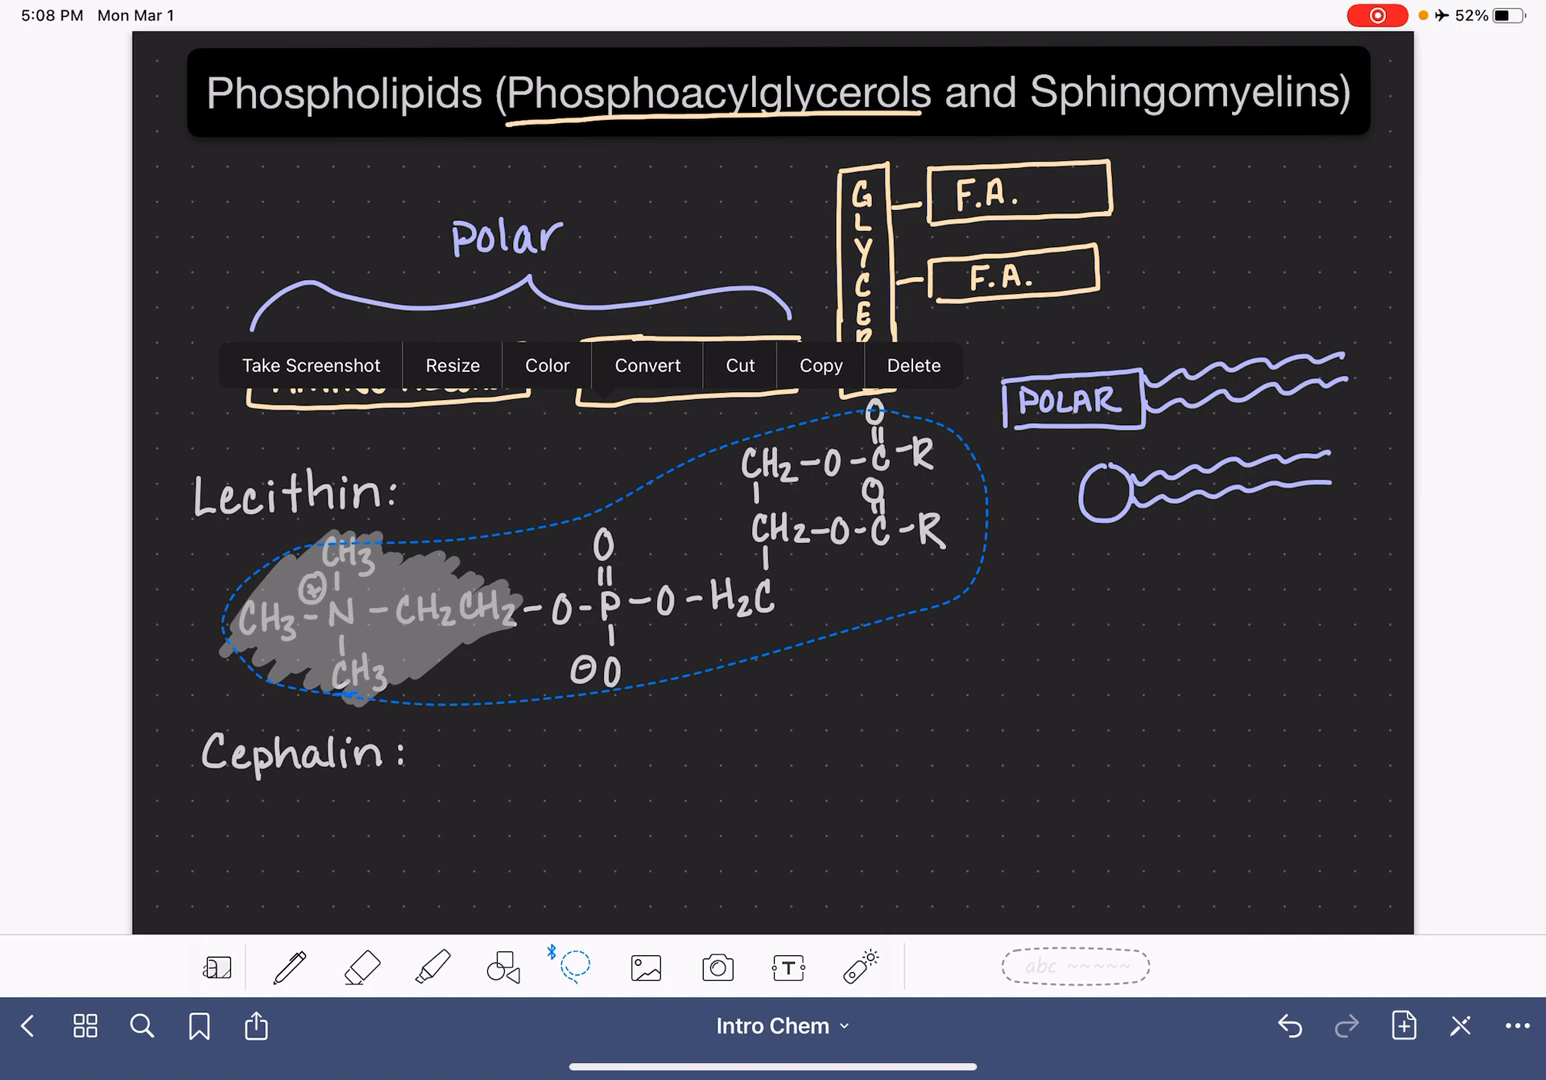 5:08 PM Mon Mar 1
52%
Phospholipids (Phosphoacylglycerols and Sphingomyelins)
G
L
Y
C
E
F.A.
F.A.
Polar
Take Screenshot Resize Color Convert Cut Copy Delete
POLAR
Lecithin:
O
CH2-O-C-R
O
CH2-O-C-R
CH3
+
CH3-N-CH2CH2-O-P-O-H2C
O
CH3
⊖O
Cephalin:
abc
T
Intro Chem